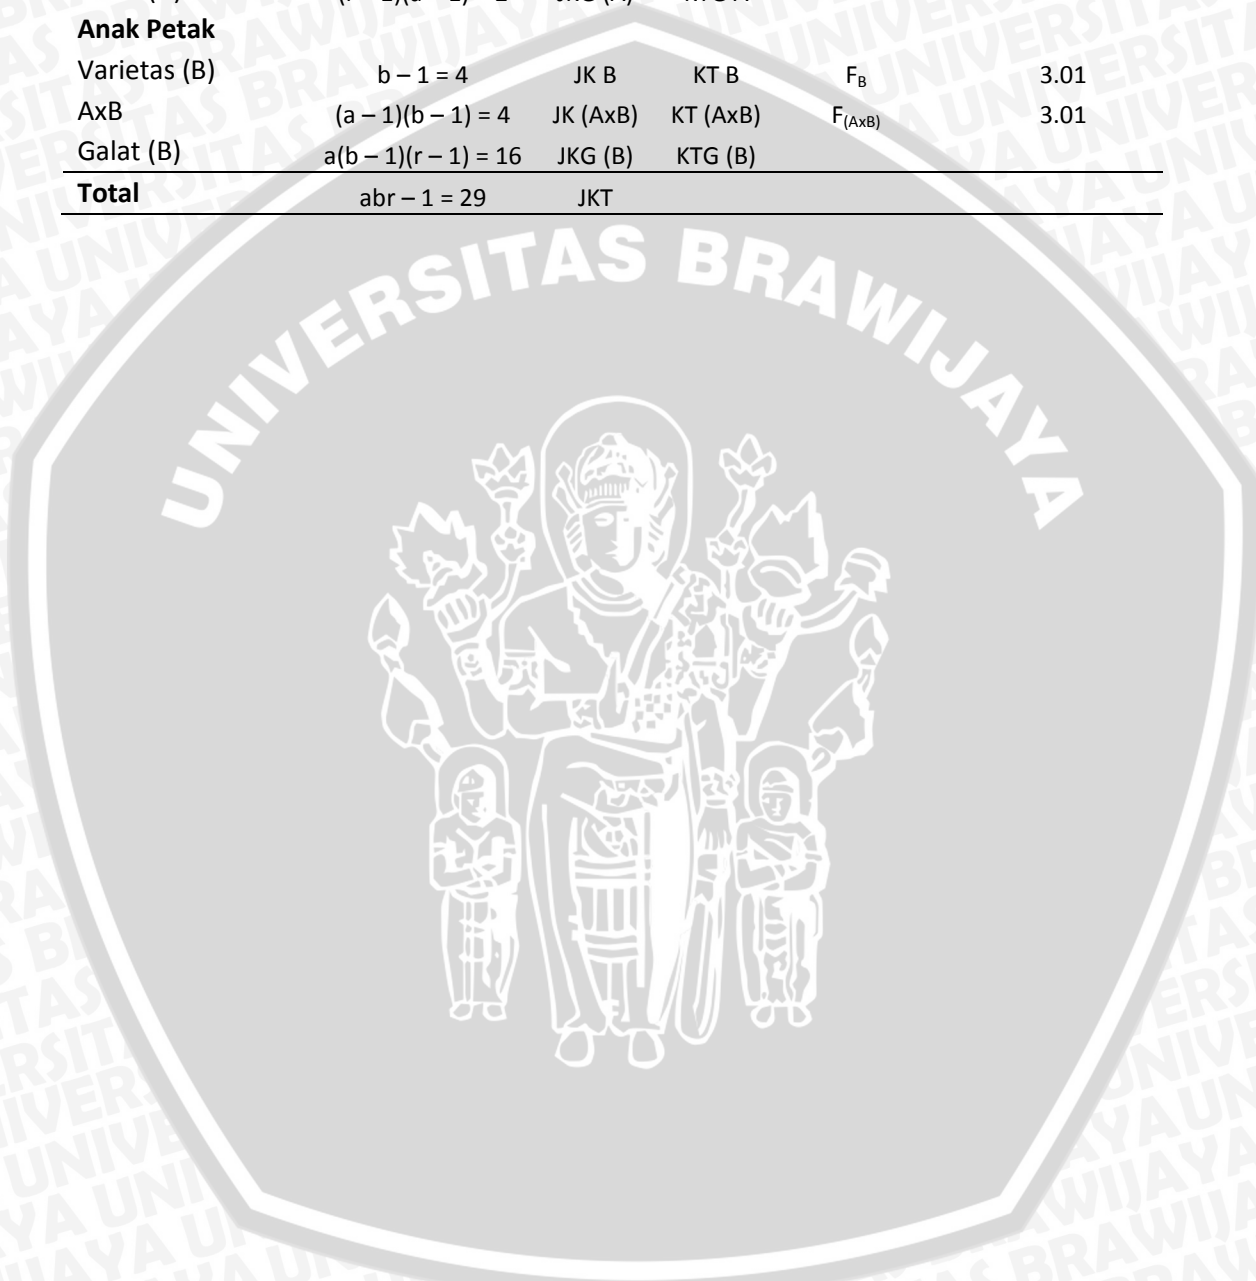 Anak Petak
Varietas (B) b – 1 = 4 JK B KT B F_B 3.01
AxB (a – 1)(b – 1) = 4 JK (AxB) KT (AxB) F_(AxB) 3.01
Galat (B) a(b – 1)(r – 1) = 16 JKG (B) KTG (B)
Total abr – 1 = 29 JKT
UNIVERSITAS BRAWIJAYA